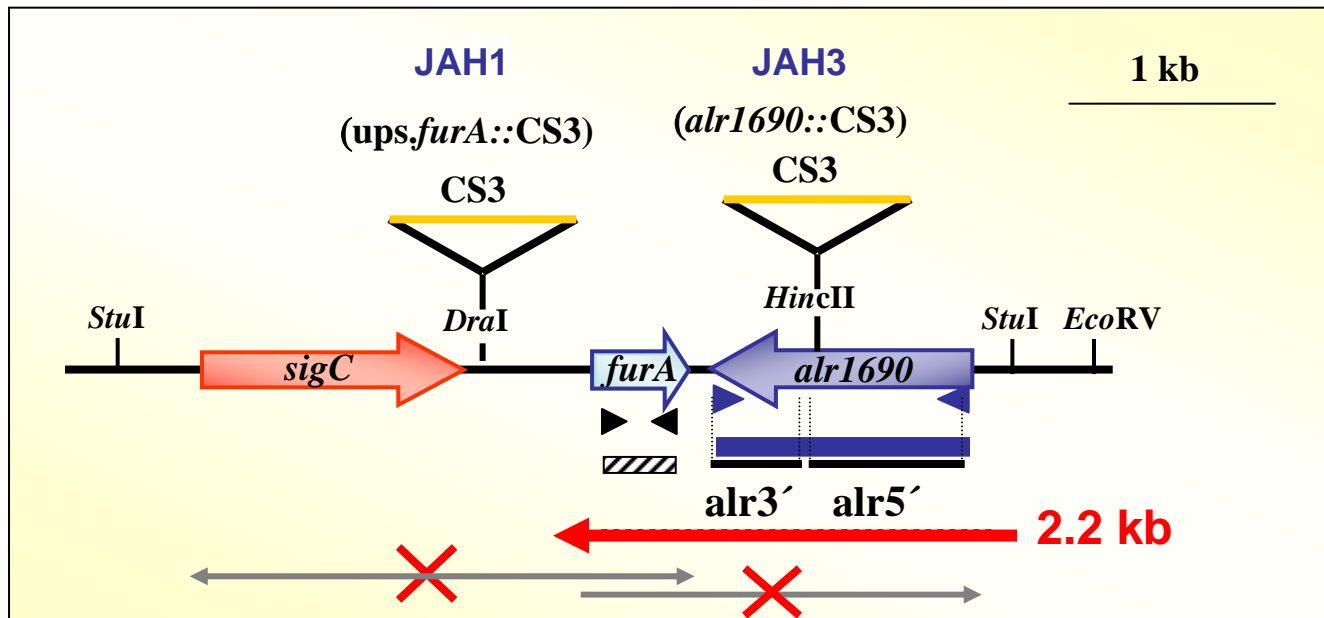 JAH1 JAH3
1 kb
(ups.furA::CS3) (alr1690::CS3)
CS3 CS3
StuI DraI HincII StuI EcoRV
sigC furA alr1690
alr3´ alr5´
2.2 kb